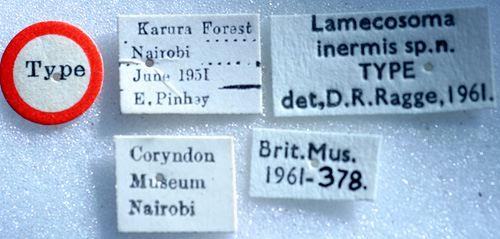 Type
Karura Forest
Nairobi
June 1951
E. Pinhey
Lamecosoma
inermis sp.n.
TYPE
det, D.R.Ragge, 1961.
Coryndon
Museum
Nairobi
Brit.Mus.
1961-378.